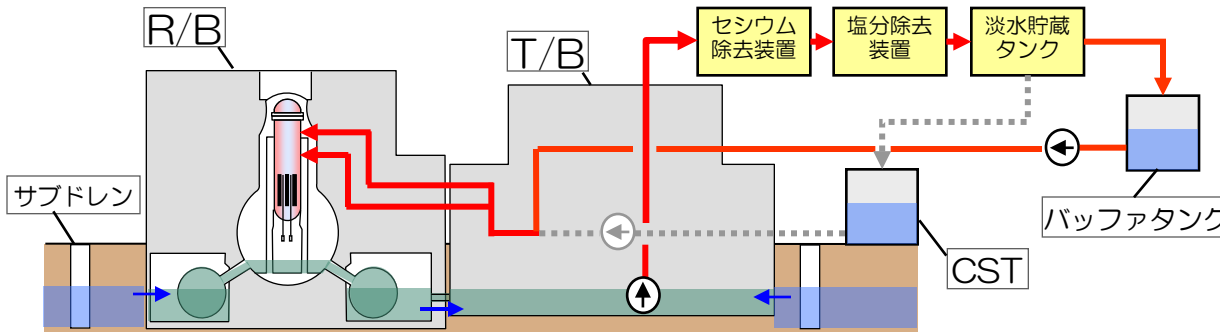 R/B
T/B
セシウム
除去装置
塩分除去
装置
淡水貯蔵
タンク
サブドレン
バッファタンク
CST